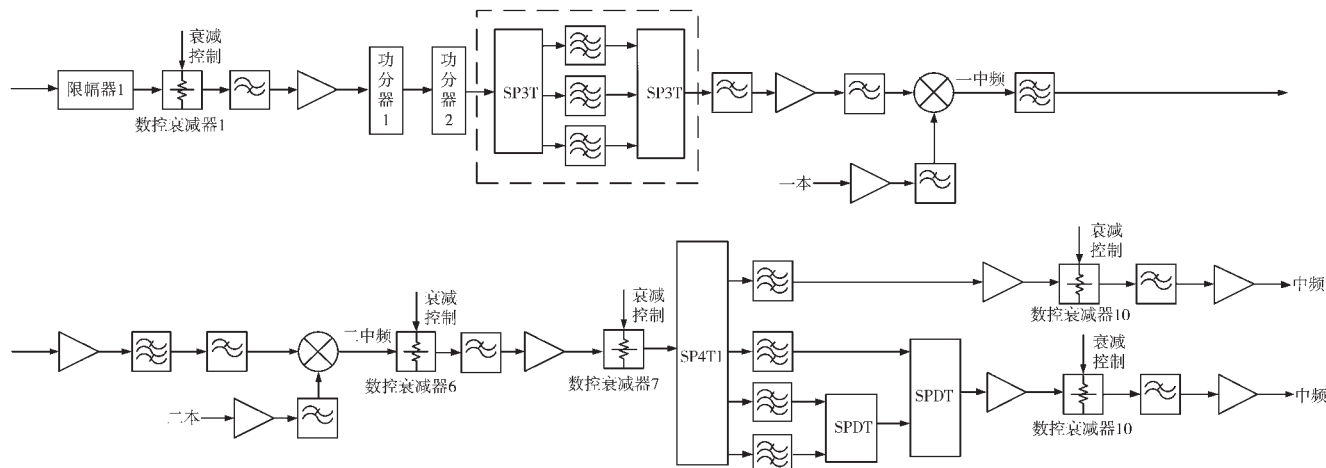 衰减
控制
限幅器1
数控衰减器1
功
分
器
1
功
分
器
2
SP3T
SP3T
一中频
一本
衰减
控制
二中频
数控衰减器6
二本
衰减
控制
数控衰减器7
SP4T1
SPDT
SPDT
衰减
控制
数控衰减器10
中频
衰减
控制
数控衰减器10
中频